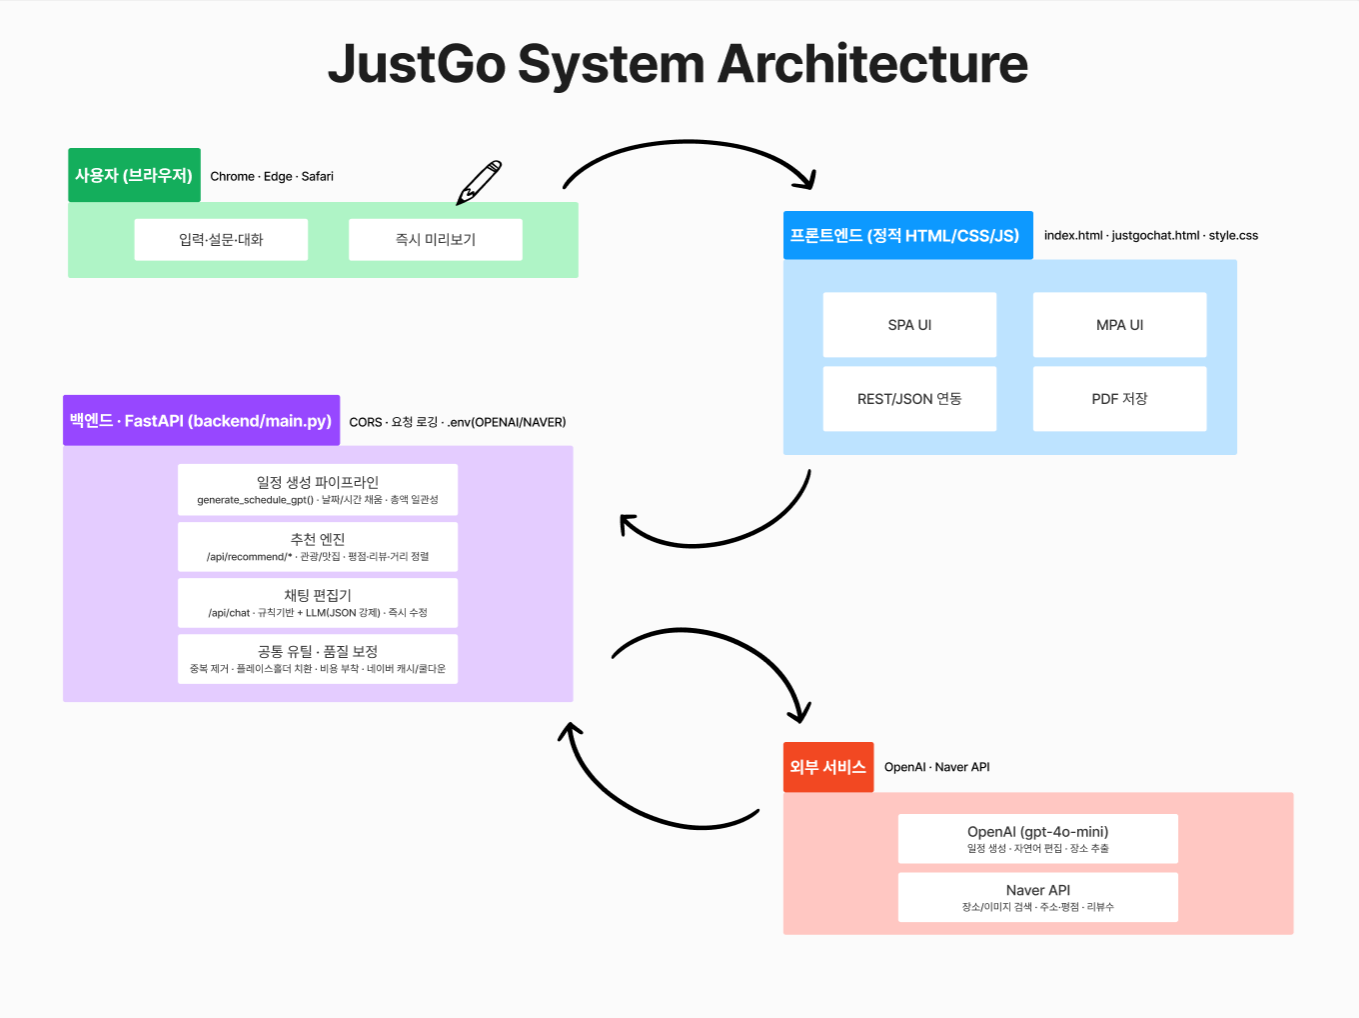 JustGo System Architecture
사용자 (브라우저)
Chrome · Edge · Safari
입력·설문·대화
즉시 미리보기
프론트엔드 (정적 HTML/CSS/JS)
index.html · justgochat.html · style.css
SPA UI
MPA UI
REST/JSON 연동
PDF 저장
백엔드 · FastAPI (backend/main.py)
CORS · 요청 로깅 · .env(OPENAI/NAVER)
일정 생성 파이프라인
generate_schedule_gpt() · 날짜/시간 채움 · 총액 일관성
추천 엔진
/api/recommend/* · 관광/맛집 · 평점·리뷰·거리 정렬
채팅 편집기
/api/chat · 규칙기반 + LLM(JSON 강제) · 즉시 수정
공통 유틸 · 품질 보정
중복 제거 · 플레이스홀더 치환 · 비용 부착 · 네이버 캐시/쿨다운
외부 서비스
OpenAI · Naver API
OpenAI (gpt-4o-mini)
일정 생성 · 자연어 편집 · 장소 추출
Naver API
장소/이미지 검색 · 주소·평점 · 리뷰수